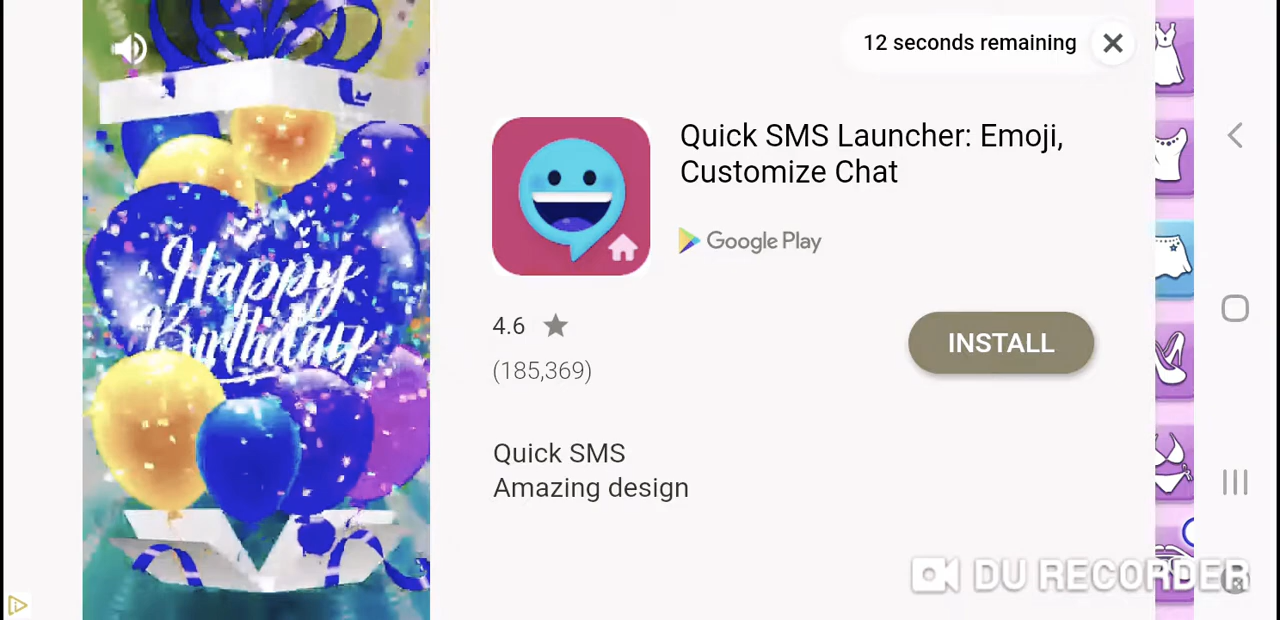 12 seconds remaining
Quick SMS Launcher: Emoji,
Customize Chat
Google Play
4.6
(185,369)
INSTALL
Quick SMS
Amazing design
Happy
Birthday
DU RECORDER